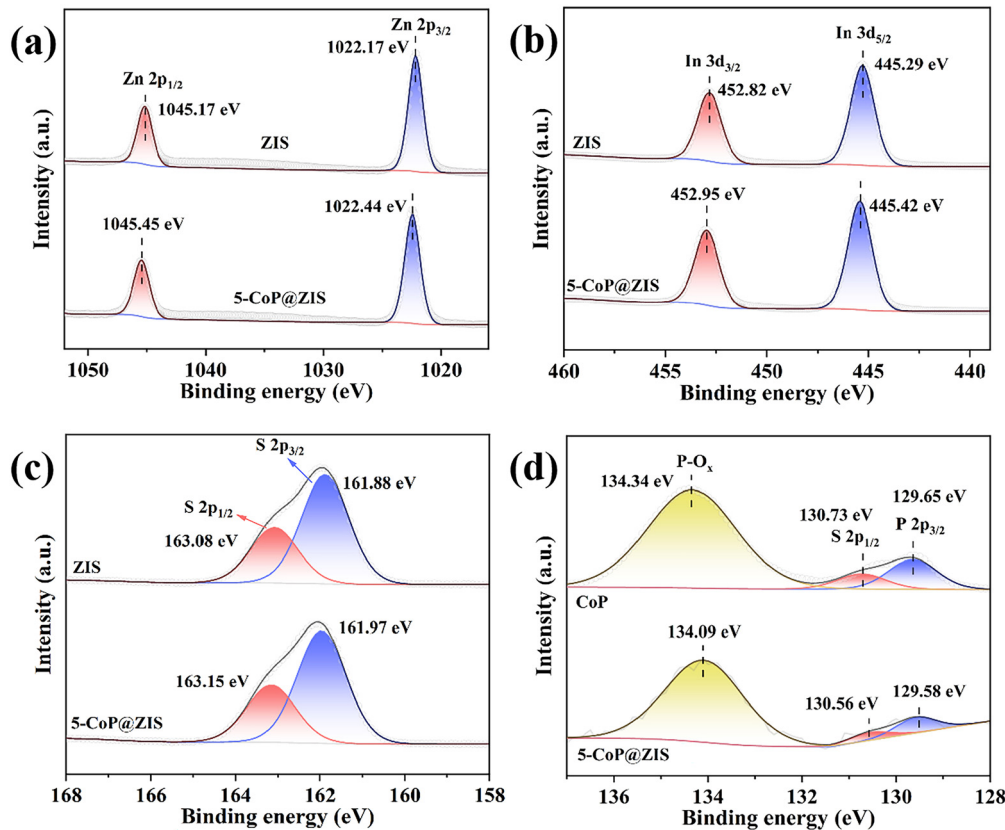 (a)
Zn 2p3/2
1022.17 eV
Zn 2p1/2
1045.17 eV
ZIS
1022.44 eV
1045.45 eV
5-CoP@ZIS
Intensity (a.u.)
1050
1040
1030
1020
Binding energy (eV)
(b)
In 3d5/2
445.29 eV
In 3d3/2
452.82 eV
ZIS
452.95 eV
445.42 eV
5-CoP@ZIS
Intensity (a.u.)
460
455
450
445
440
Binding energy (eV)
(c)
S 2p3/2
161.88 eV
S 2p1/2
163.08 eV
ZIS
161.97 eV
163.15 eV
5-CoP@ZIS
Intensity (a.u.)
168
166
164
162
160
158
Binding energy (eV)
(d)
P-Ox
134.34 eV
129.65 eV
130.73 eV
P 2p3/2
S 2p1/2
CoP
134.09 eV
129.58 eV
130.56 eV
5-CoP@ZIS
Intensity (a.u.)
136
134
132
130
128
Binding energy (eV)